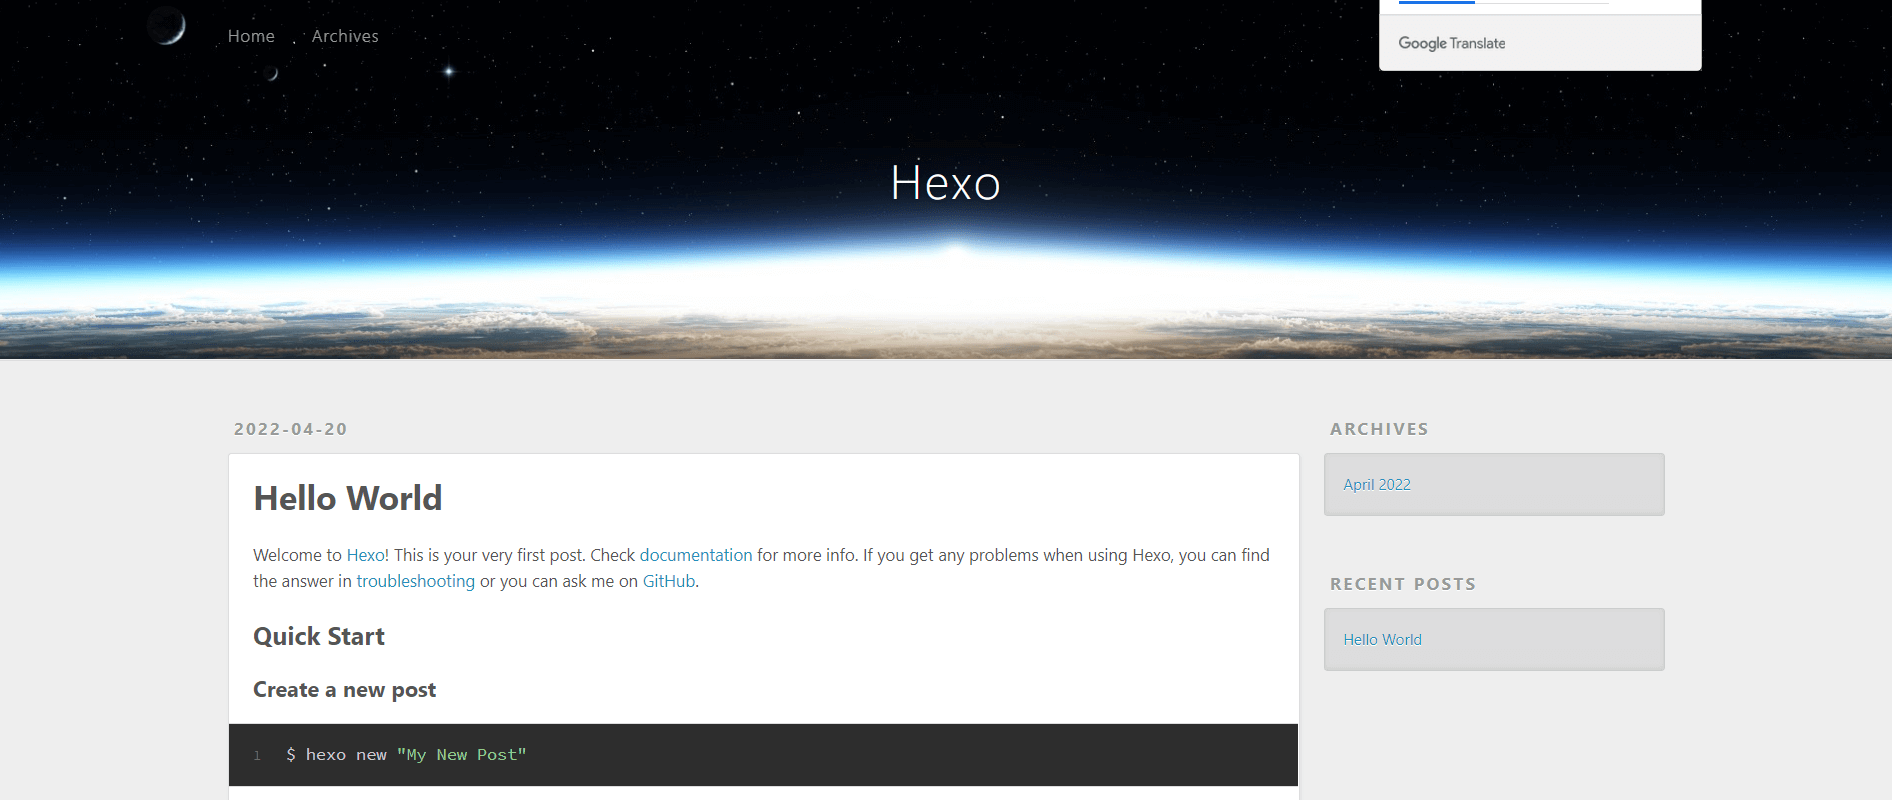 Home Archives
Google Translate
Hexo
2022-04-20
Hello World
Welcome to Hexo! This is your very first post. Check documentation for more info. If you get any problems when using Hexo, you can find
the answer in troubleshooting or you can ask me on GitHub.
Quick Start
Create a new post
1 $ hexo new "My New Post"
ARCHIVES
April 2022
RECENT POSTS
Hello World